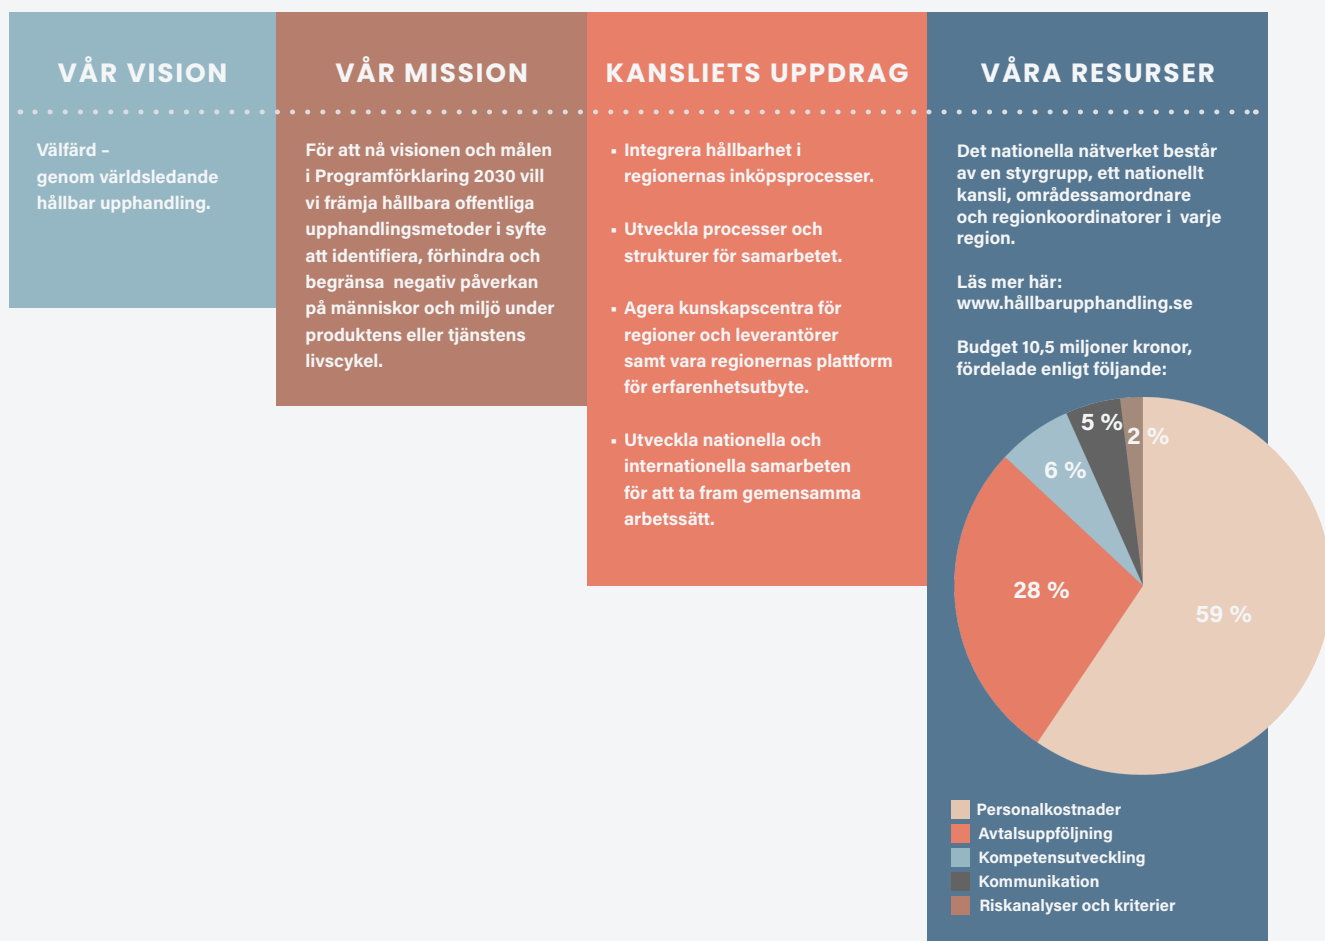 VÅR VISION
Välfärd –
genom världsledande
hållbar upphandling.
VÅR MISSION
För att nå visionen och målen
i Programförklaring 2030 vill
vi främja hållbara offentliga
upphandlingsmetoder i syfte
att identifiera, förhindra och
begränsa negativ påverkan
på människor och miljö under
produktens eller tjänstens
livscykel.
KANSLIETS UPPDRAG
▪ Integrera hållbarhet i
regionernas inköpsprocesser.
▪ Utveckla processer och
strukturer för samarbetet.
▪ Agera kunskapscentra för
regioner och leverantörer
samt vara regionernas plattform
för erfarenhetsutbyte.
▪ Utveckla nationella och
internationella samarbeten
för att ta fram gemensamma
arbetssätt.
VÅRA RESURSER
Det nationella nätverket består
av en styrgrupp, ett nationellt
kansli, områdessamordnare
och regionkoordinatorer i varje
region.
Läs mer här:
www.hållbarupphandling.se
Budget 10,5 miljoner kronor,
fördelade enligt följande:
5 %
2 %
6 %
28 %
59 %
Personalkostnader
Avtalsuppföljning
Kompetensutveckling
Kommunikation
Riskanalyser och kriterier